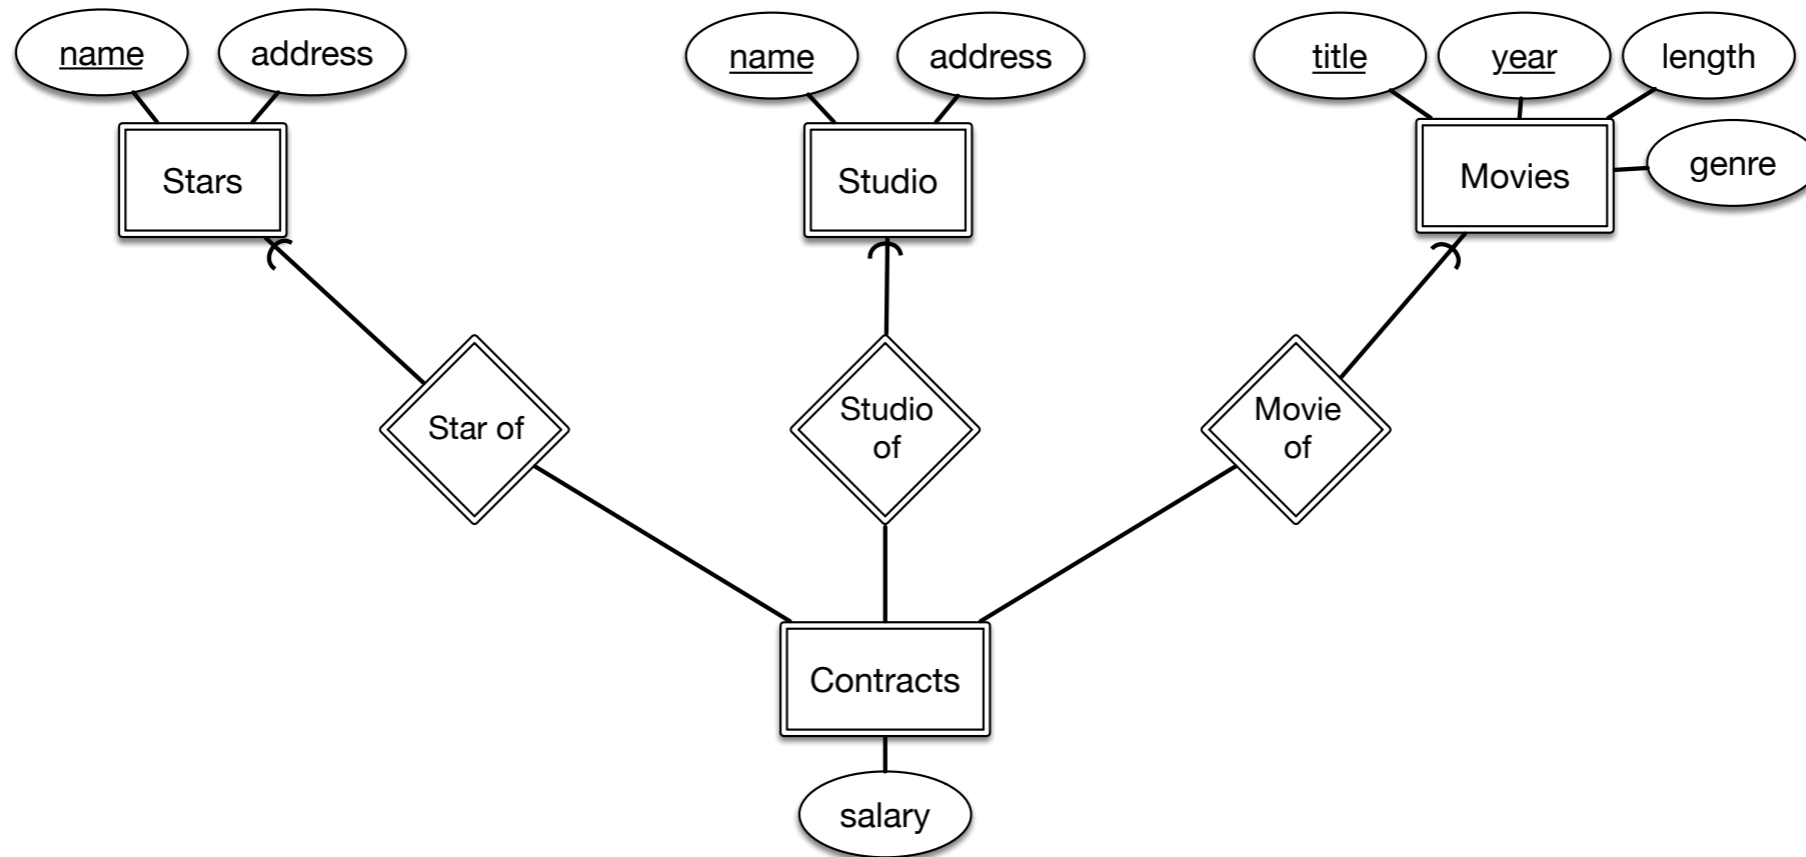 name
address
name
address
title
year
length
genre
Stars
Studio
Movies
Star of
Studio
of
Movie
of
Contracts
salary